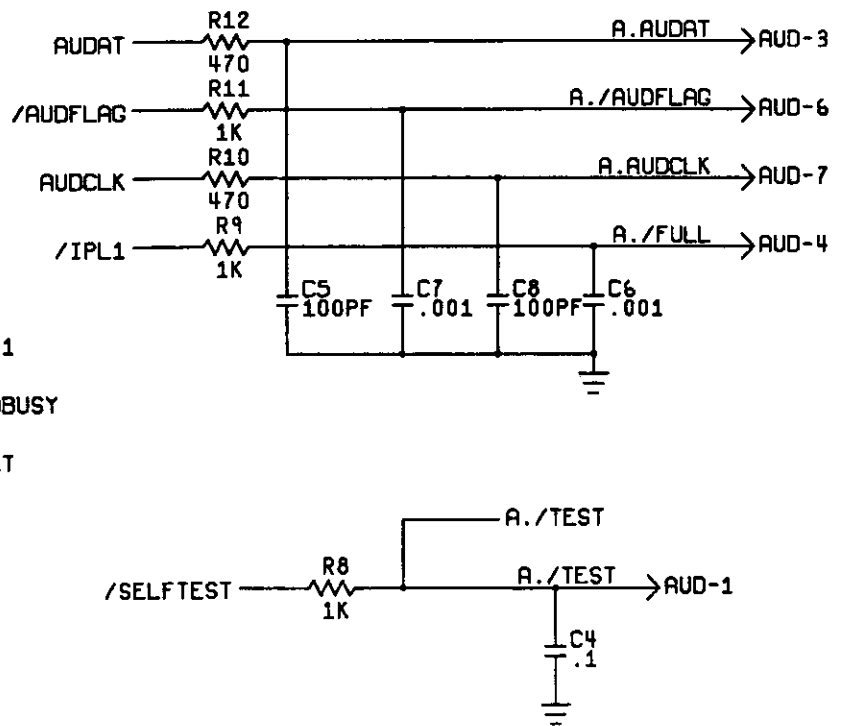 R12
AUDAT A.AUDAT AUD-3
470
R11
/AUDFLAG A./AUDFLAG AUD-6
1K
R10
AUDCLK A.AUDCLK AUD-7
470
R9
/IPL1 A./FULL AUD-4
1K
C5 C7 C8 C6
100PF .001 100PF .001
1
BUSY
T
A./TEST
R8
/SELFTEST A./TEST AUD-1
1K
C4
.1